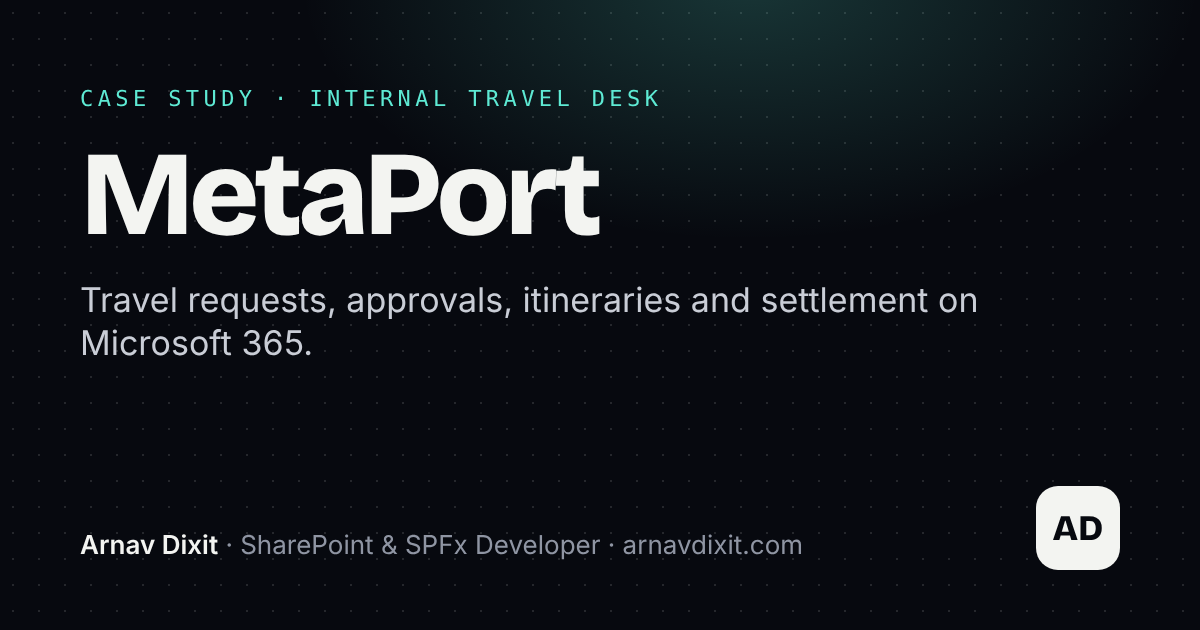 CASE STUDY · INTERNAL TRAVEL DESK
MetaPort
Travel requests, approvals, itineraries and settlement on
Microsoft 365.
Arnav Dixit · SharePoint & SPFx Developer · arnavdixit.com
AD